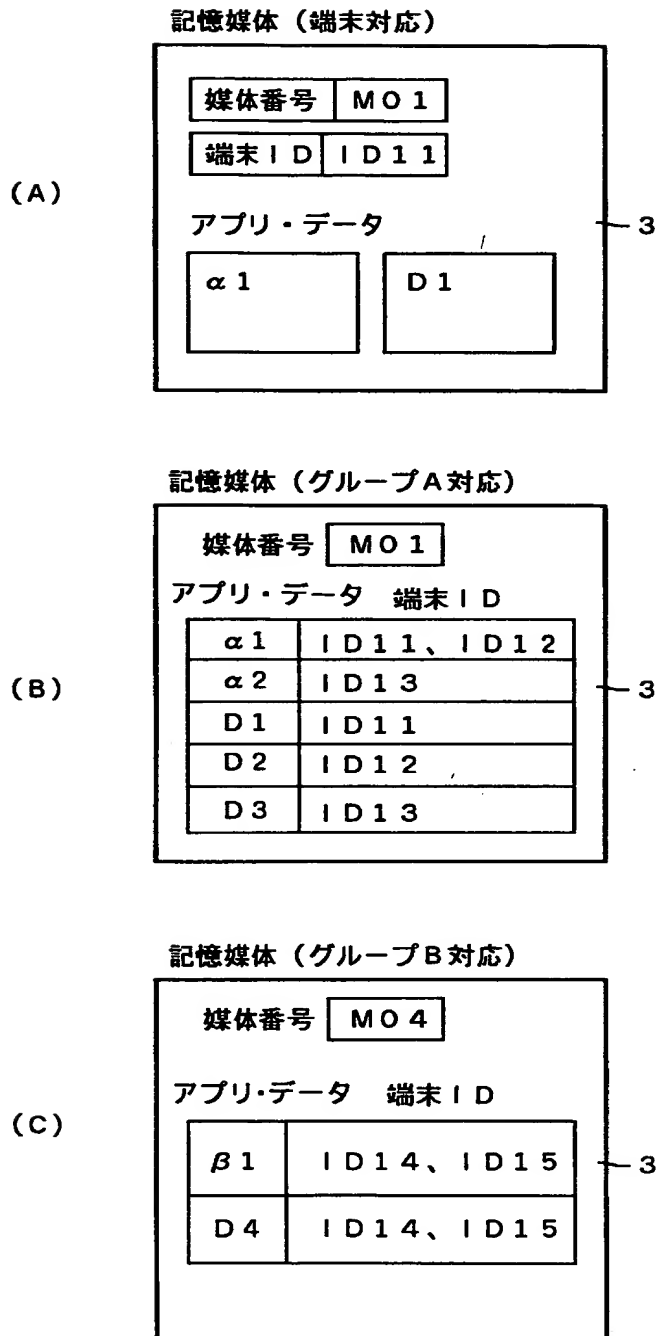 記憶媒体（端末対応）
媒体番号 MO1
端末ID ID11
(A)
アプリ・データ
3
α1 D1
記憶媒体（グループA対応）
媒体番号 MO1
アプリ・データ 端末ID
α1 ID11、ID12
α2 ID13
(B)
3
D1 ID11
D2 ID12
D3 ID13
記憶媒体（グループB対応）
媒体番号 MO4
アプリ・データ 端末ID
(C)
β1 ID14、ID15
3
D4 ID14、ID15